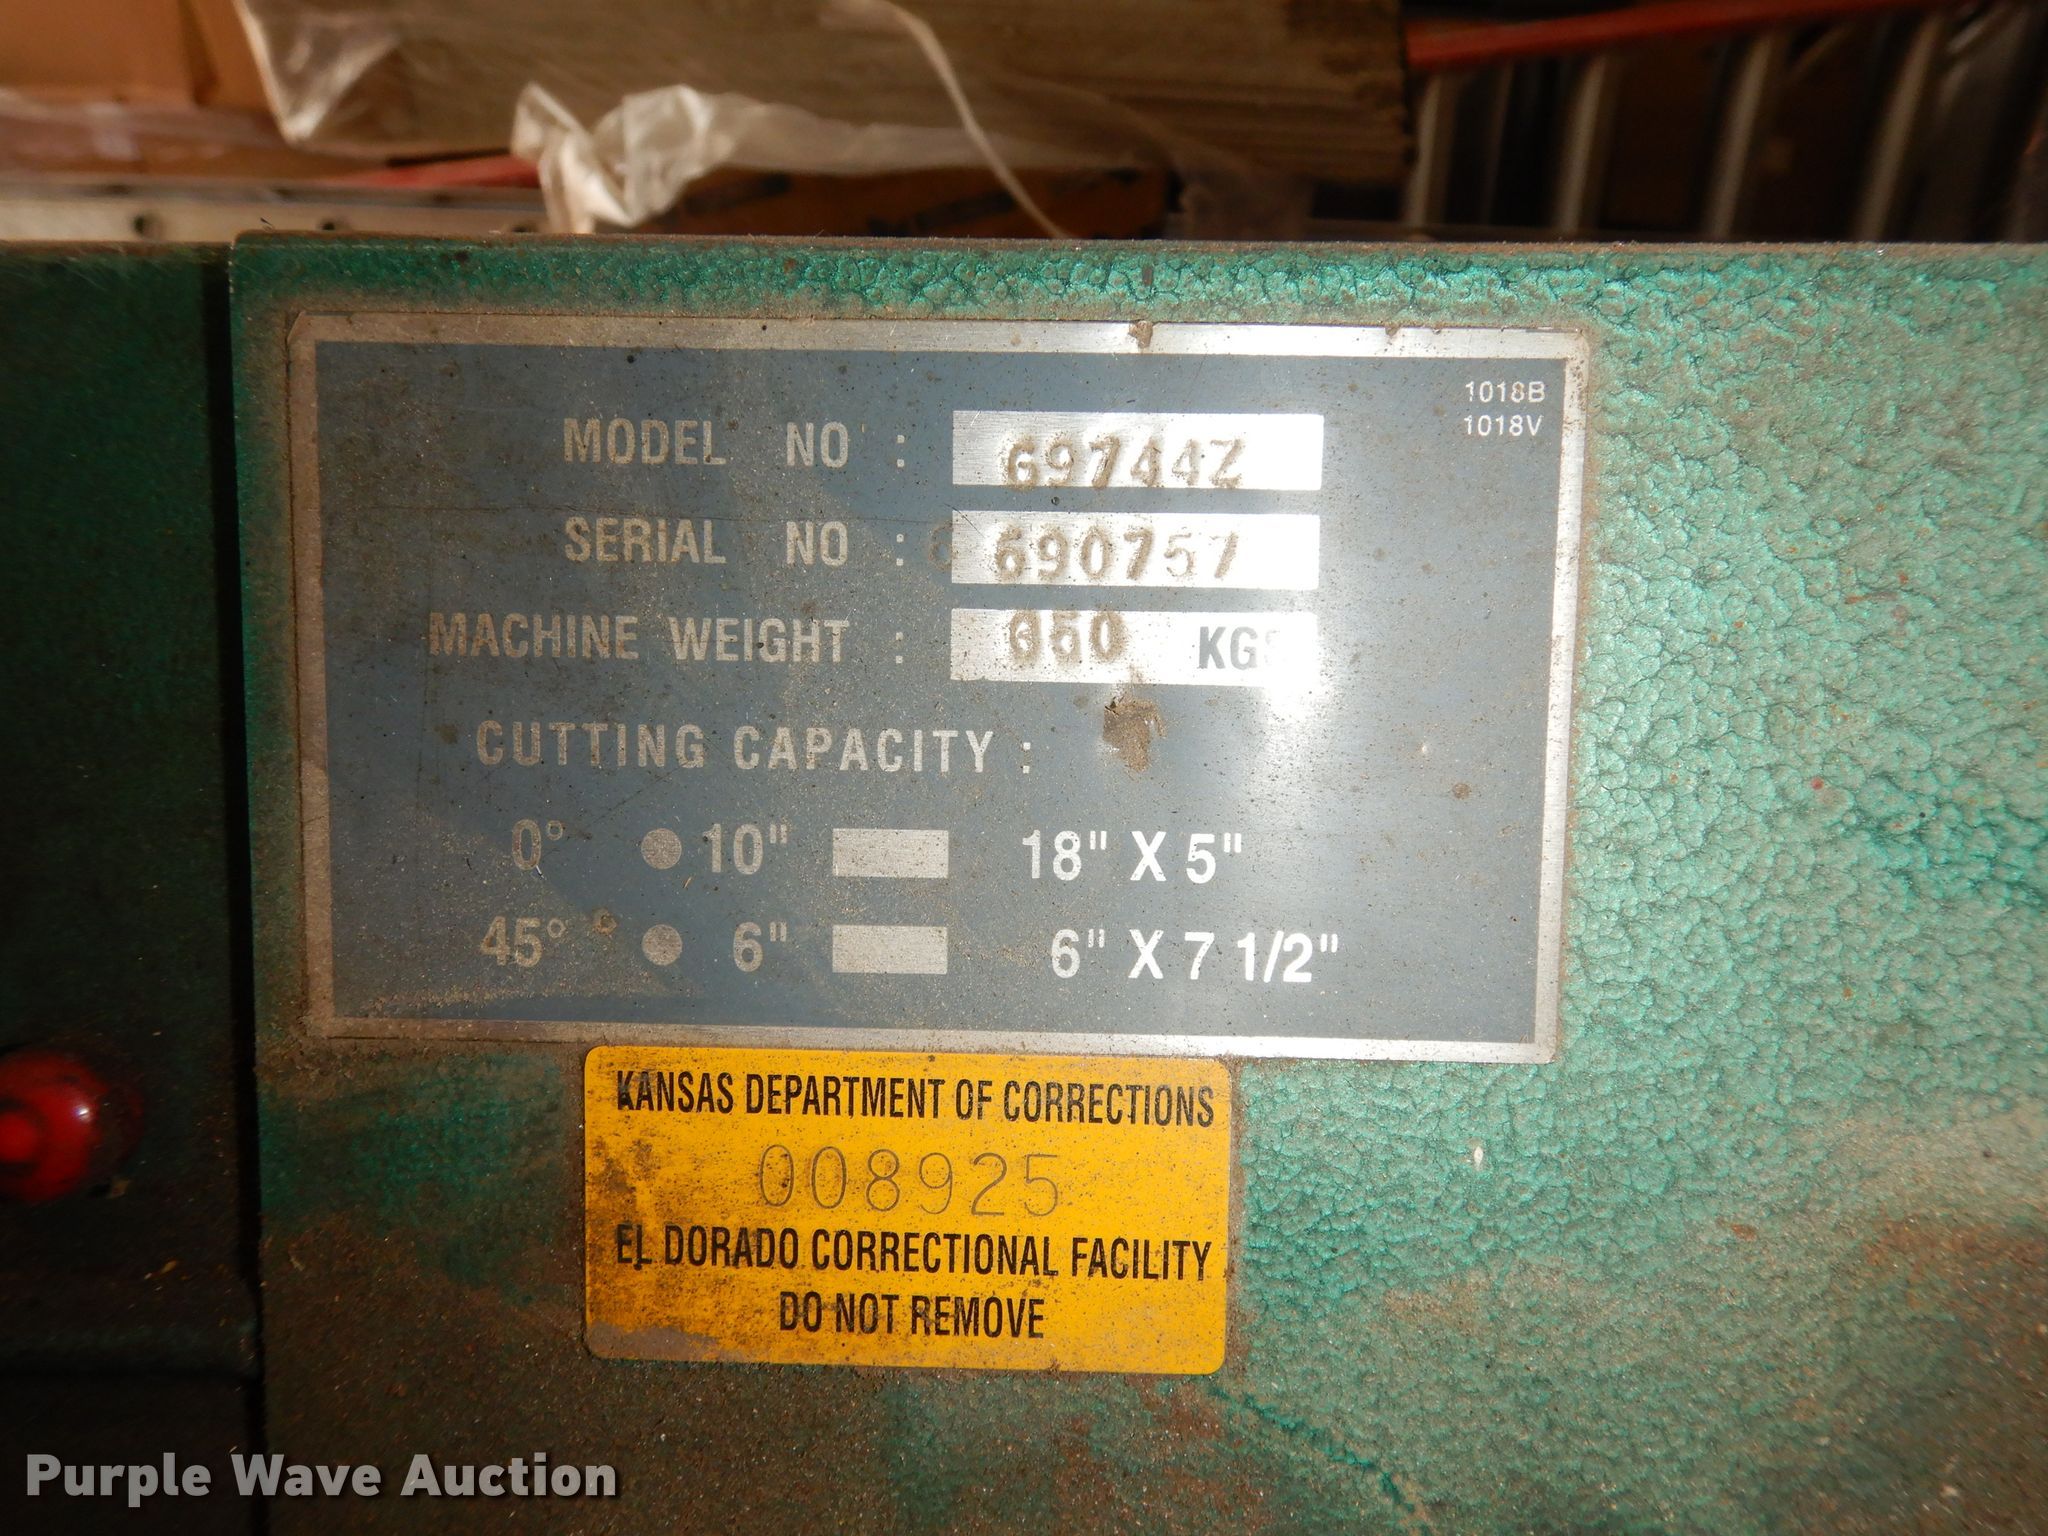 1018B
1018V
MODEL NO : 69744Z
SERIAL NO : 690757
MACHINE WEIGHT : 650 KGS
CUTTING CAPACITY :
0° 10" 18" X 5"
45° 6" 6" X 7 1/2"
KANSAS DEPARTMENT OF CORRECTIONS
008925
EL DORADO CORRECTIONAL FACILITY
DO NOT REMOVE
Purple Wave Auction